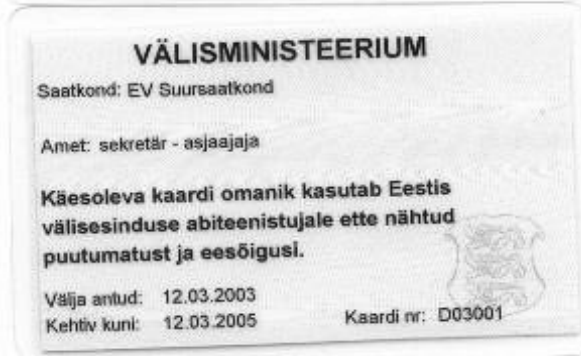 VÄLISMINISTEERIUM
Saatkond: EV Suursaatkond
Amet: sekretär - asjaajaja
Käesoleva kaardi omanik kasutab Eestis
välisesinduse abiteenistujale ette nähtud
puutumatust ja eesõigusi.
Välja antud: 12.03.2003
Kehtiv kuni: 12.03.2005
Kaardi nr: D03001